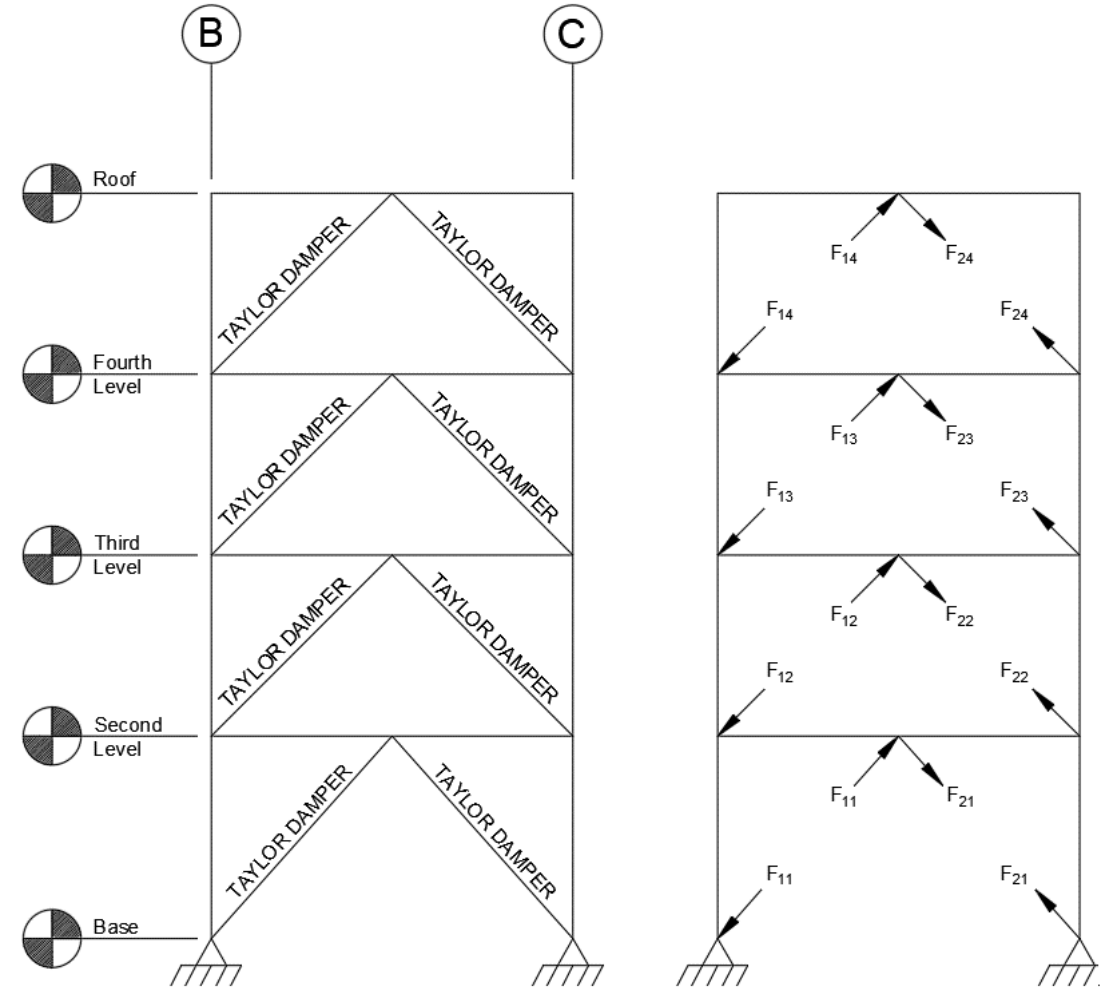 B
C
Roof
TAYLOR DAMPER
TAYLOR DAMPER
F14
F24
F14
F24
Fourth
Level
TAYLOR DAMPER
TAYLOR DAMPER
F13
F23
F13
F23
Third
Level
TAYLOR DAMPER
TAYLOR DAMPER
F12
F22
F12
F22
Second
Level
TAYLOR DAMPER
TAYLOR DAMPER
F11
F21
F11
F21
Base